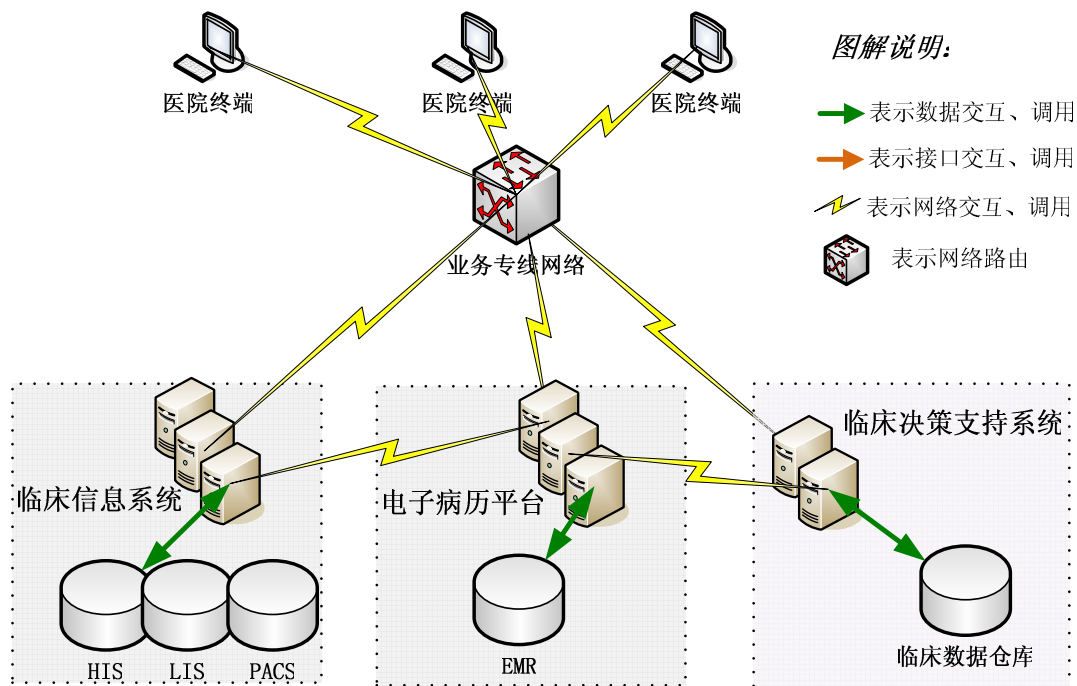 图解说明:
医院终端
医院终端
医院终端
表示数据交互、调用
表示接口交互、调用
表示网络交互、调用
表示网络路由
业务专线网络
临床信息系统
电子病历平台
临床决策支持系统
HIS
LIS
PACS
EMR
临床数据仓库